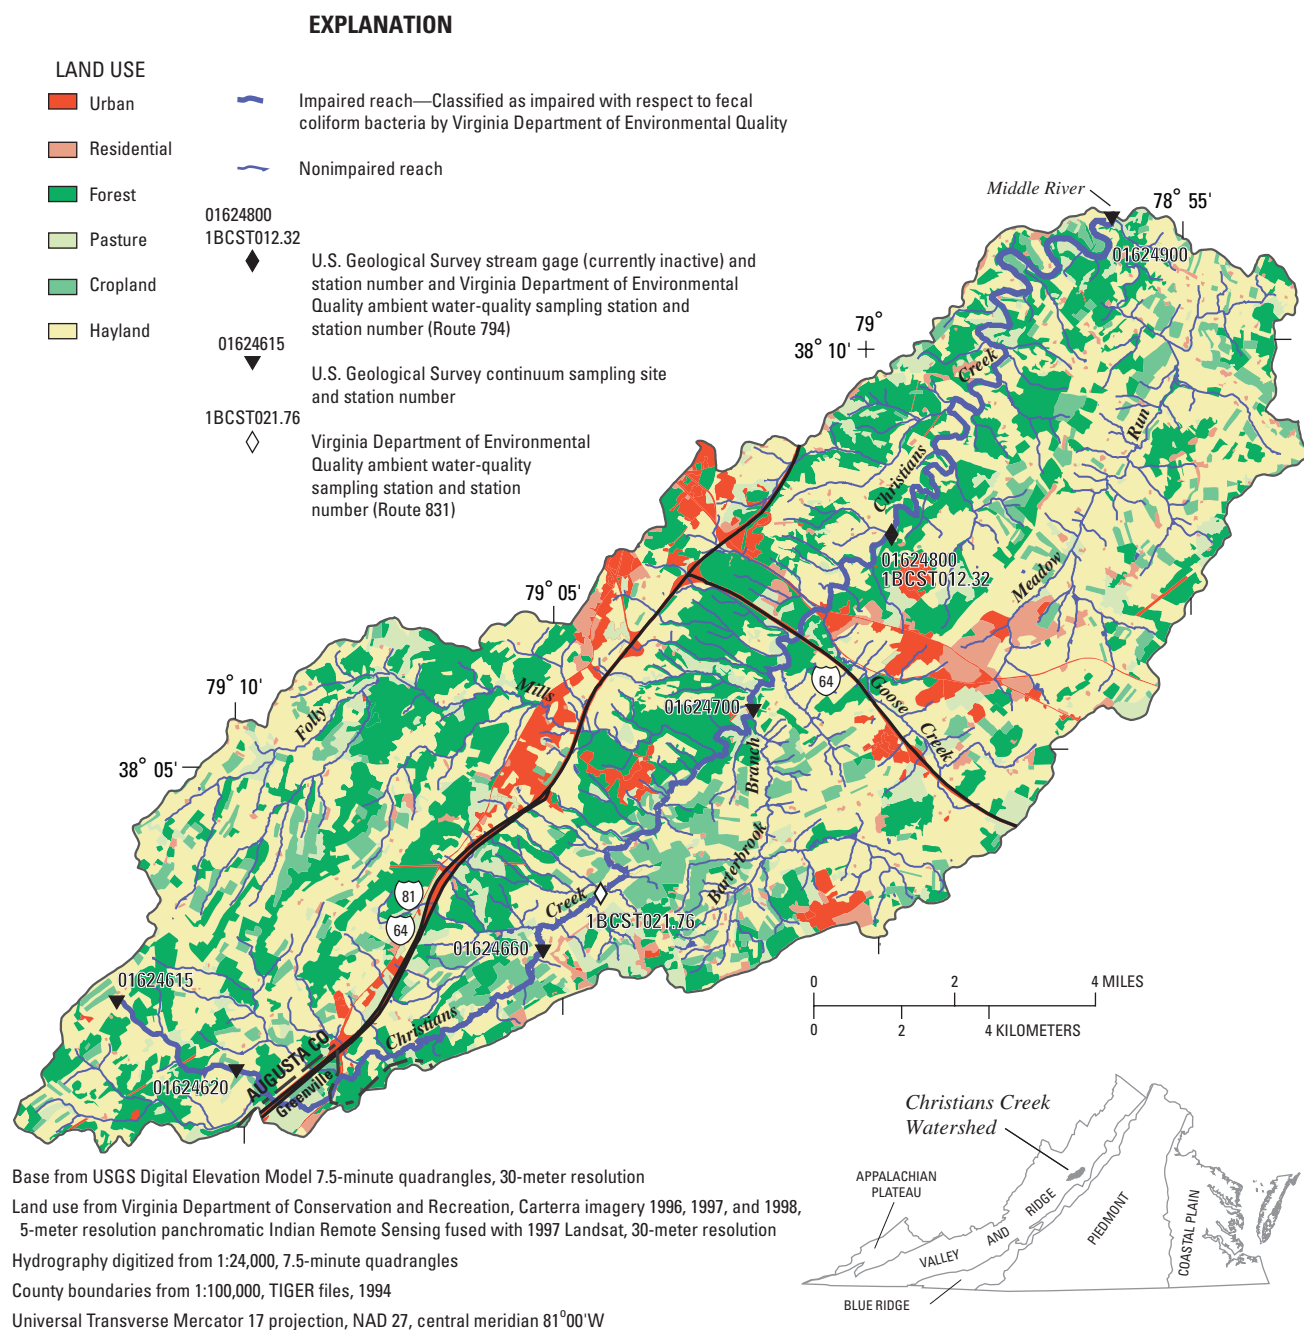 EXPLANATION
LAND USE
Urban
Residential
Forest
Pasture
Cropland
Hayland
Impaired reach—Classified as impaired with respect to fecal
coliform bacteria by Virginia Department of Environmental Quality
Nonimpaired reach
01624800
1BCST012.32
U.S. Geological Survey stream gage (currently inactive) and
station number and Virginia Department of Environmental
Quality ambient water-quality sampling station and
station number (Route 794)
01624615
U.S. Geological Survey continuum sampling site
and station number
1BCST021.76
Virginia Department of Environmental
Quality ambient water-quality
sampling station and station
number (Route 831)
Middle River
78° 55'
01624900
79°
38° 10'
Creek
Run
Christians
01624800
1BCST012.32
Meadow
79° 05'
79° 10'
Mills
Folly
64
01624700
Goose
Creek
38° 05'
Branch
Barterbrook
81
64
Creek
1BCST021.76
01624660
01624615
Christians
AUGUSTA CO
Greenville
01624620
0 2 4 MILES
0 2 4 KILOMETERS
Christians Creek
Watershed
APPALACHIAN
PLATEAU
VALLEY AND RIDGE
BLUE RIDGE
PIEDMONT
COASTAL PLAIN
Base from USGS Digital Elevation Model 7.5-minute quadrangles, 30-meter resolution
Land use from Virginia Department of Conservation and Recreation, Carterra imagery 1996, 1997, and 1998,
5-meter resolution panchromatic Indian Remote Sensing fused with 1997 Landsat, 30-meter resolution
Hydrography digitized from 1:24,000, 7.5-minute quadrangles
County boundaries from 1:100,000, TIGER files, 1994
Universal Transverse Mercator 17 projection, NAD 27, central meridian 81°00'W